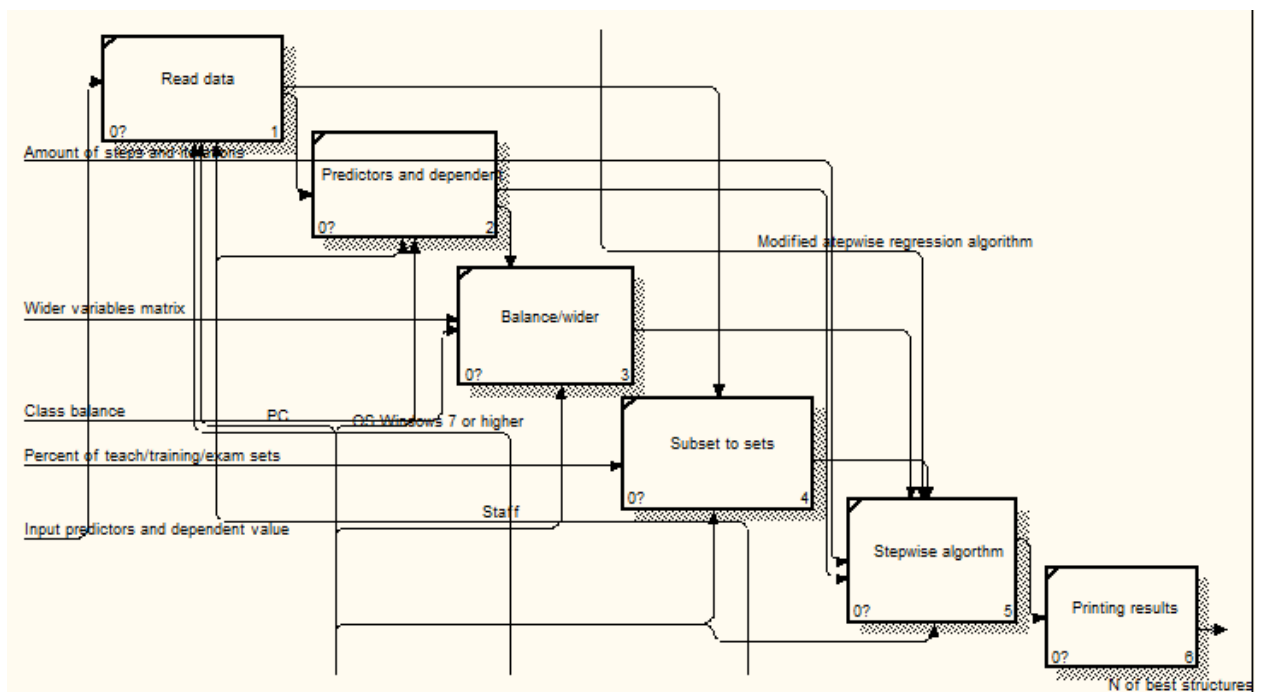 Read data
0? 1
Amount of steps and iterations
Predictors and dependent
0? 2
Modified stepwise regression algorithm
Wider variables matrix
Balance/wider
0? 3
Class balance
PC
OS Windows 7 or higher
Subset to sets
Percent of teach/training/exam sets
0? 4
Staff
Input predictors and dependent value
Stepwise algorthm
0? 5
Printing results
0? 6
N of best structures